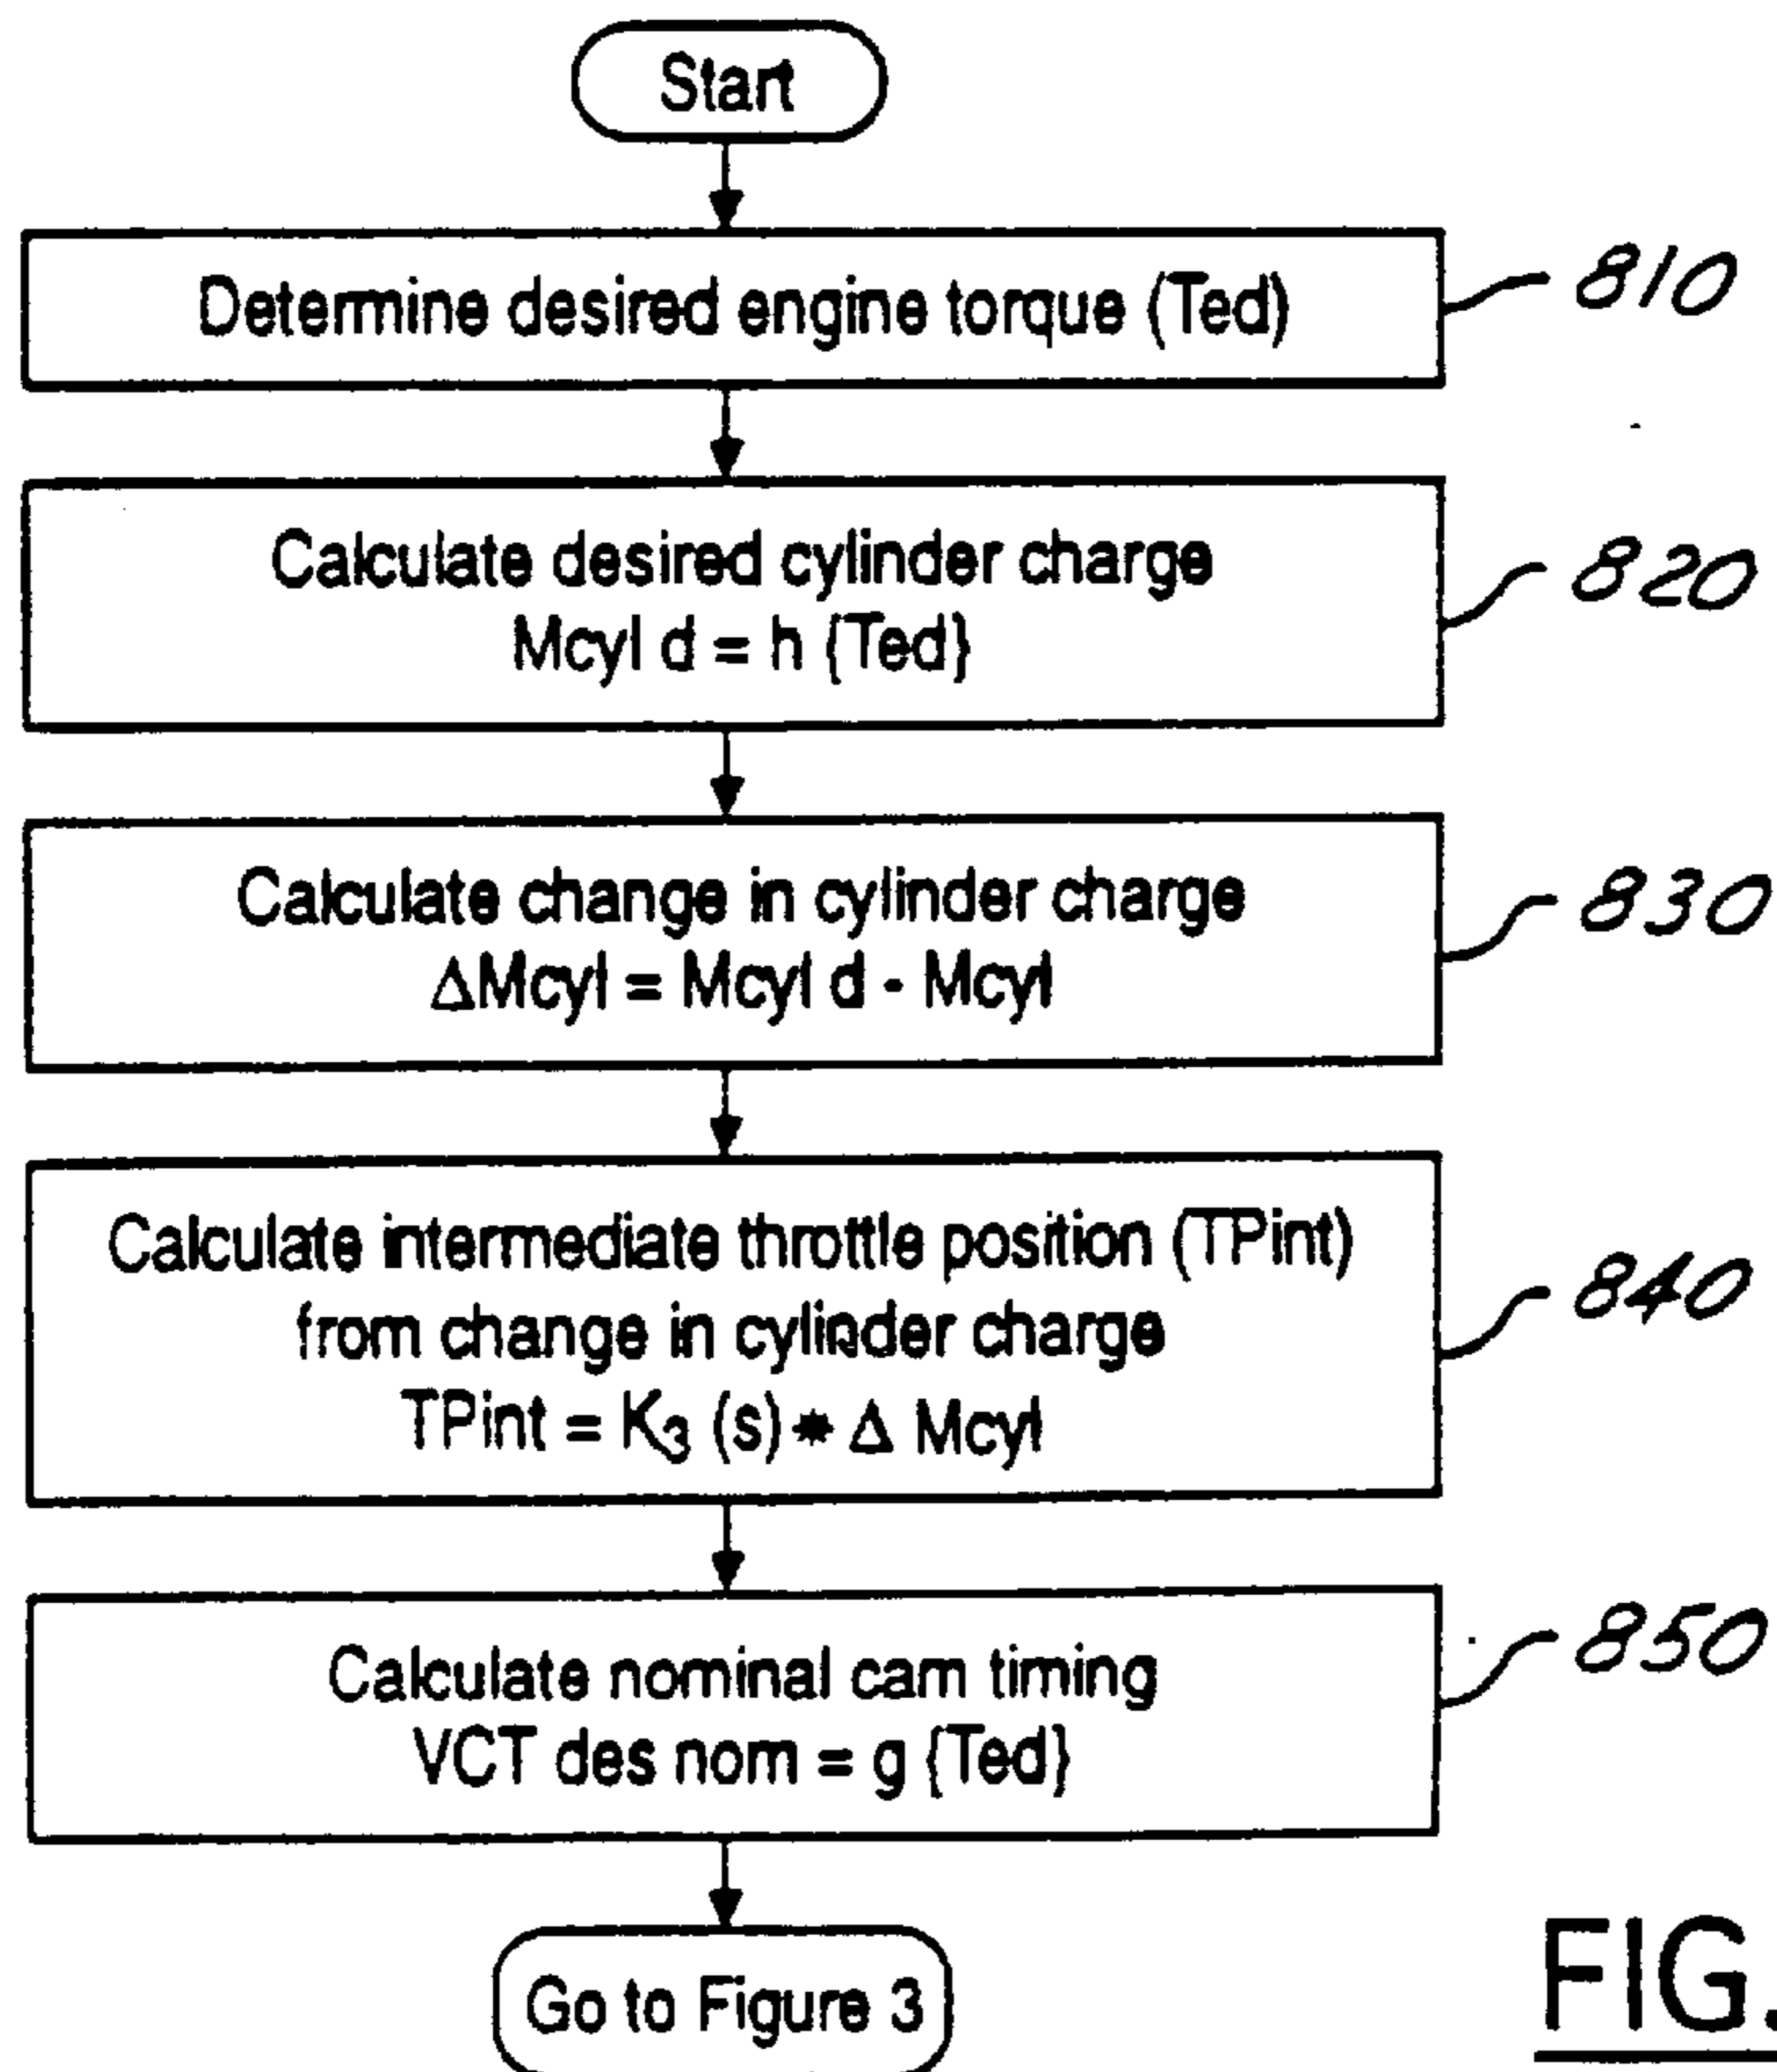 Start
Determine desired engine torque (Ted)
810
Calculate desired cylinder charge
Mcyl d = h {Ted}
820
Calculate change in cylinder charge
ΔMcyl = Mcyl d - Mcyl
830
Calculate intermediate throttle position (TPint)
from change in cylinder charge
TPint = K₃ (s) * Δ Mcyl
840
Calculate nominal cam timing
VCT des nom = g {Ted}
850
Go to Figure 3
FIG.